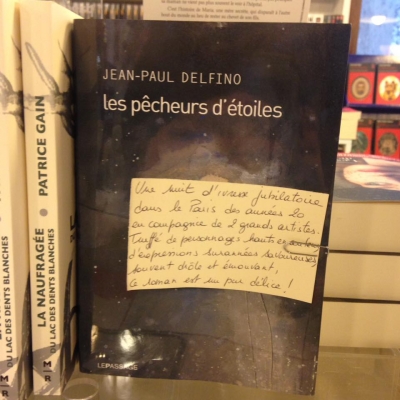 JEAN-PAUL DELFINO
les pêcheurs d'étoiles
Une nuit d'ivresse jubilatoire
dans le Paris des années 20
en compagnie de 2 grands artistes.
Truffé de personnages hauts en couleur,
d'expressions surannées savoureuses,
souvent drôle et émouvant,
ce roman est un pur délice !
LEPASSAGE
LA NAUFRAGÉE • PATRICE GAIN
DU LAC DES DENTS BLANCHES